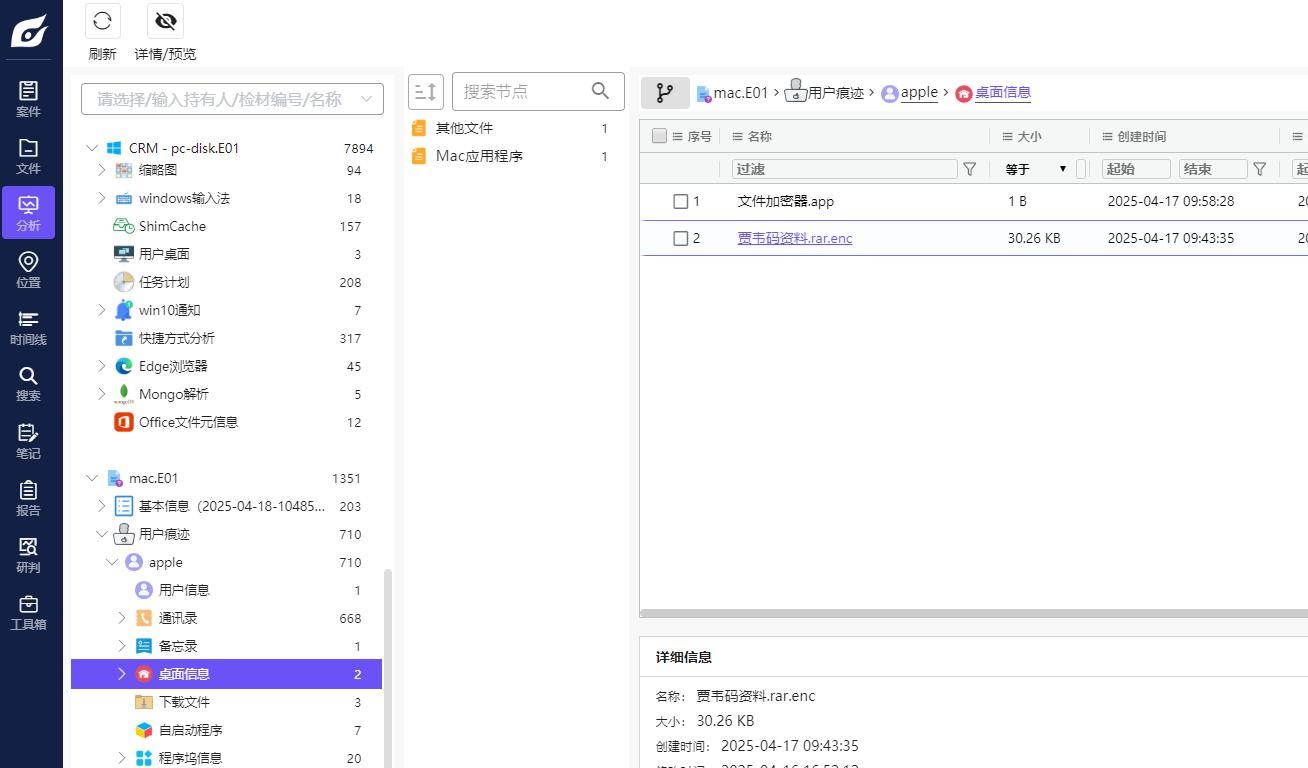 刷新
详情/预览
案件
文件
分析
位置
时间线
搜索
笔记
报告
研判
工具箱
请选择/输入持有人/检材编号/名称
CRM - pc-disk.E01 7894
缩略图 94
windows输入法 18
ShimCache 157
用户桌面 3
任务计划 208
win10通知 7
快捷方式分析 317
Edge浏览器 45
Mongo解析 5
Office文件元信息 12
mac.E01 1351
基本信息（2025-04-18-10485... 203
用户痕迹 710
apple 710
用户信息 1
通讯录 668
备忘录 1
桌面信息 2
下载文件 3
自启动程序 7
程序坞信息 20
搜索节点
其他文件 1
Mac应用程序 1
mac.E01 > 用户痕迹 > apple > 桌面信息
序号 名称 大小 创建时间
过滤 等于 起始 结束 起
1 文件加密器.app 1 B 2025-04-17 09:58:28 20
2 贾韦码资料.rar.enc 30.26 KB 2025-04-17 09:43:35 20
详细信息
名称： 贾韦码资料.rar.enc
大小： 30.26 KB
创建时间： 2025-04-17 09:43:35